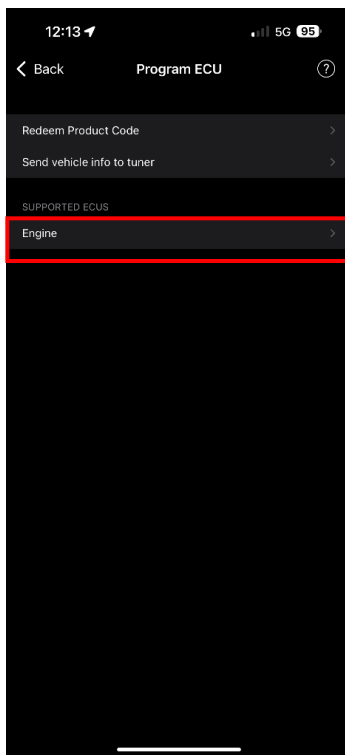 12:13 5G 95
Back Program ECU ?
Redeem Product Code
Send vehicle info to tuner
SUPPORTED ECUS
Engine